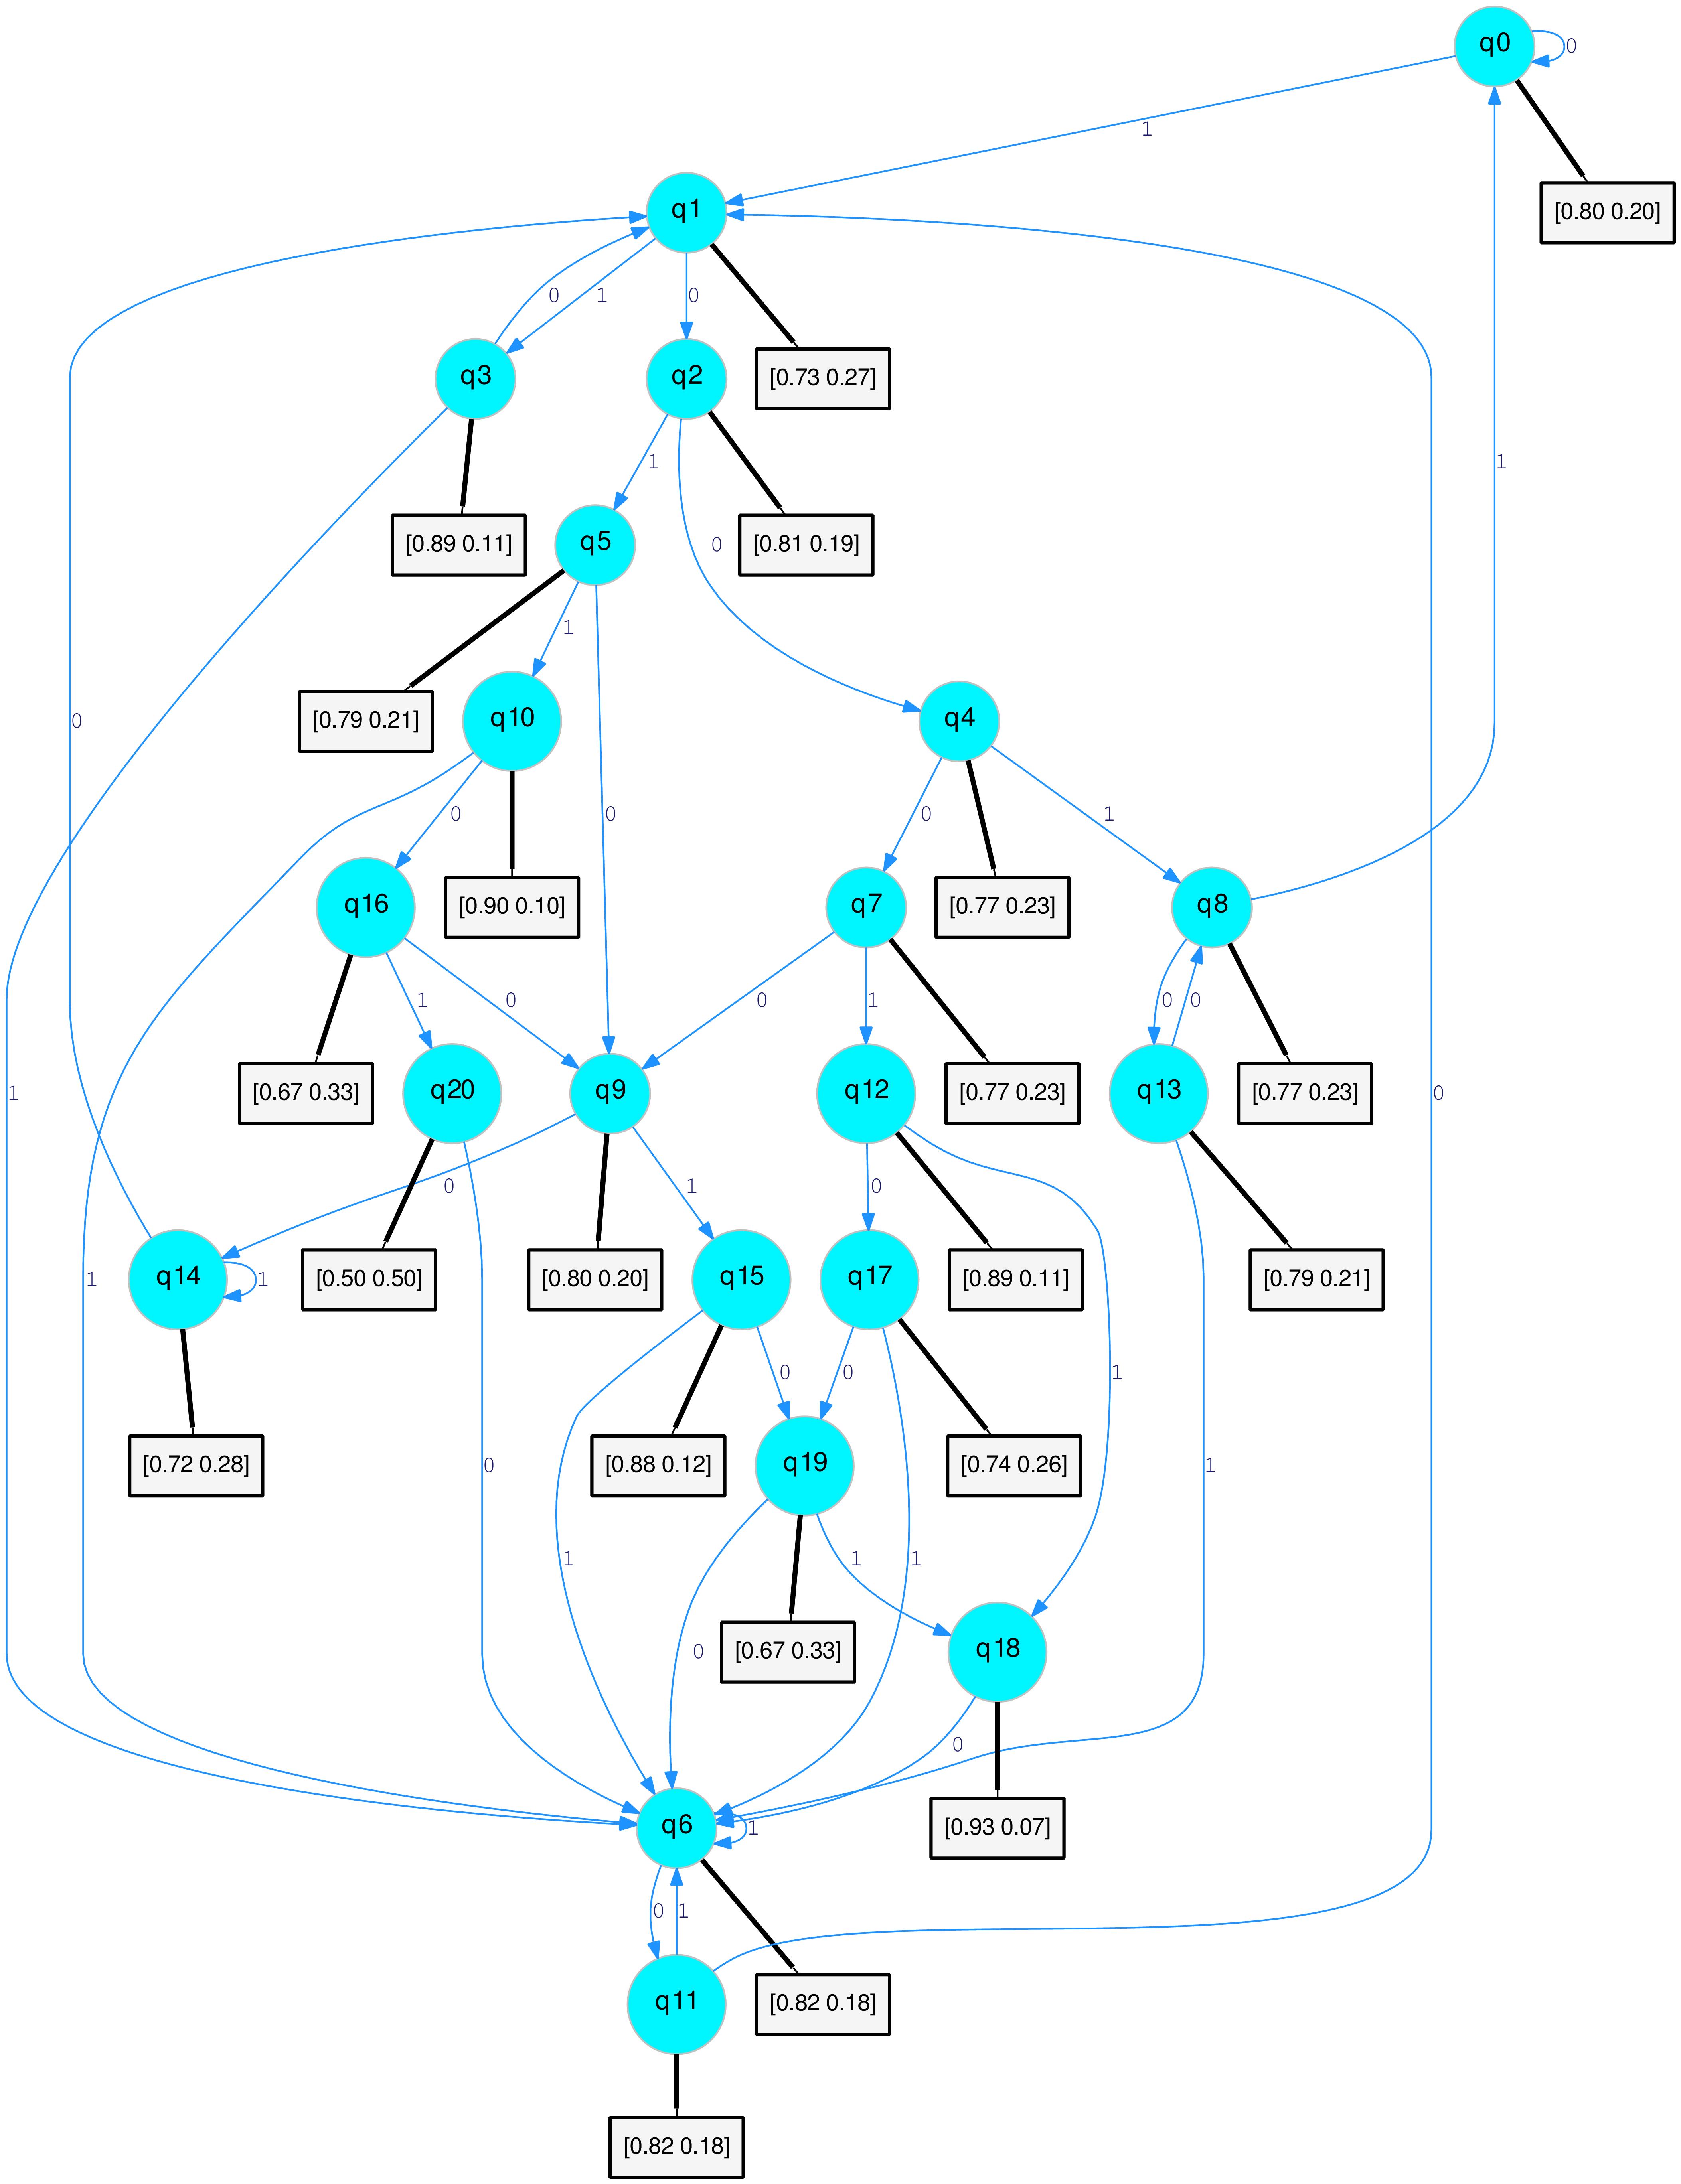 q0
0
1
[0.80 0.20]
q1
0
1
0
q3
q2
[0.73 0.27]
1
1
0
q5
[0.89 0.11]
[0.81 0.19]
1
q10
[0.79 0.21]
q4
0
0
0
0
1
q16
[0.90 0.10]
q7
[0.77 0.23]
q8
1
0
0
1
0
0
1
0
[0.67 0.33]
q20
q9
q12
[0.77 0.23]
q13
[0.77 0.23]
0
1
0
q14
1
1
[0.50 0.50]
[0.80 0.20]
q15
q17
[0.89 0.11]
[0.79 0.21]
0
0
1
[0.72 0.28]
0
[0.88 0.12]
q19
[0.74 0.26]
1
1
1
1
0
[0.67 0.33]
q18
0
q6
1
[0.93 0.07]
0
1
q11
[0.82 0.18]
[0.82 0.18]